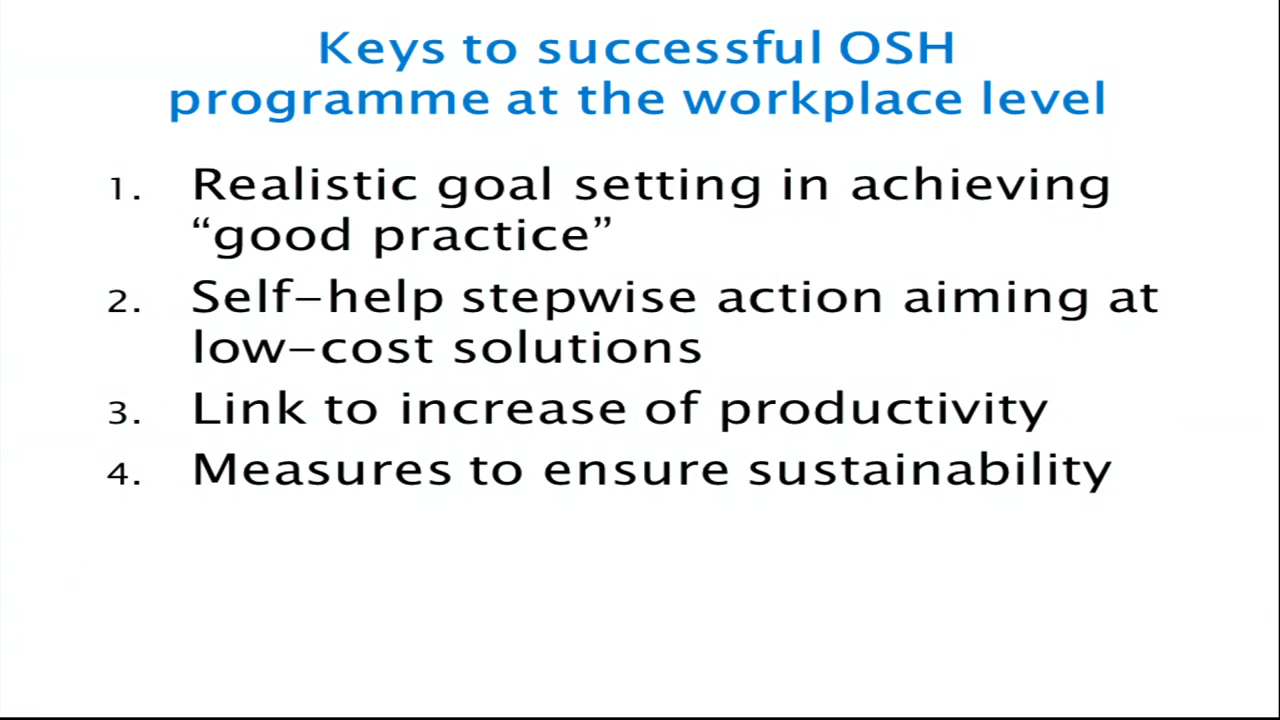 Keys to successful OSH
programme at the workplace level
1. Realistic goal setting in achieving
“good practice”
2. Self–help stepwise action aiming at
low–cost solutions
3. Link to increase of productivity
4. Measures to ensure sustainability